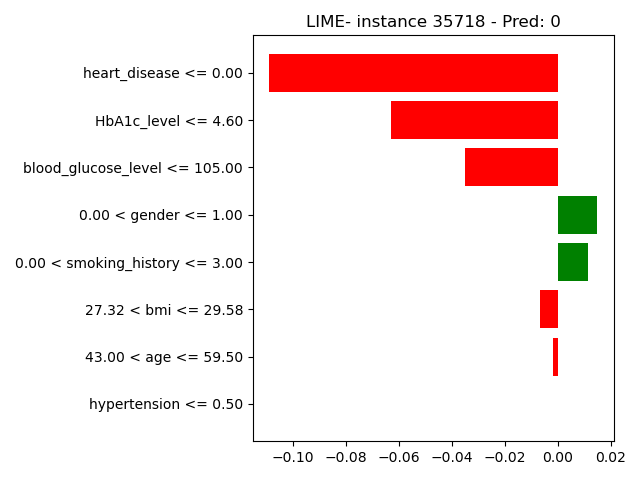 LIME- instance 35718 - Pred: 0
heart_disease <= 0.00
HbA1c_level <= 4.60
blood_glucose_level <= 105.00
0.00 < gender <= 1.00
0.00 < smoking_history <= 3.00
27.32 < bmi <= 29.58
43.00 < age <= 59.50
hypertension <= 0.50
−0.10 −0.08 −0.06 −0.04 −0.02 0.00 0.02